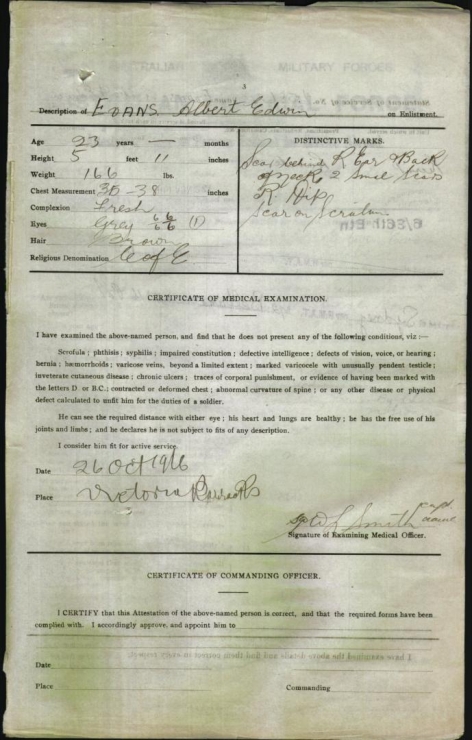 3
Description of EVANS Albert Edwin on Enlistment.
Age 23 years — months
Height 5 feet 11 inches
Weight 166 lbs.
Chest Measurement 35-38 inches
Complexion Fresh
Eyes Grey 6/6 6/6 (1)
Hair Brown
Religious Denomination C of E
DISTINCTIVE MARKS.
Scar behind R Ear & Back
of neck 2 Small Scars
R Hip
Scar on
CERTIFICATE OF MEDICAL EXAMINATION.
I have examined the above-named person, and find that he does not present any of the following conditions, viz :—
Scrofula ; phthisis ; syphilis ; impaired constitution ; defective intelligence ; defects of vision, voice, or hearing ;
hernia ; hæmorrhoids ; varicose veins, beyond a limited extent ; marked varicocele with unusually pendent testicle ;
inveterate cutaneous disease ; chronic ulcers ; traces of corporal punishment, or evidence of having been marked with
the letters D. or B.C.; contracted or deformed chest ; abnormal curvature of spine ; or any other disease or physical
defect calculated to unfit him for the duties of a soldier.
He can see the required distance with either eye ; his heart and lungs are healthy ; he has the free use of his
joints and limbs ; and he declares he is not subject to fits of any description.
I consider him fit for active service.
Date 26 Oct 1916
Place Victoria Barracks
Smith Capt
Signature of Examining Medical Officer.
CERTIFICATE OF COMMANDING OFFICER.
I CERTIFY that this Attestation of the above-named person is correct, and that the required forms have been
complied with. I accordingly approve, and appoint him to
Date
Place Commanding